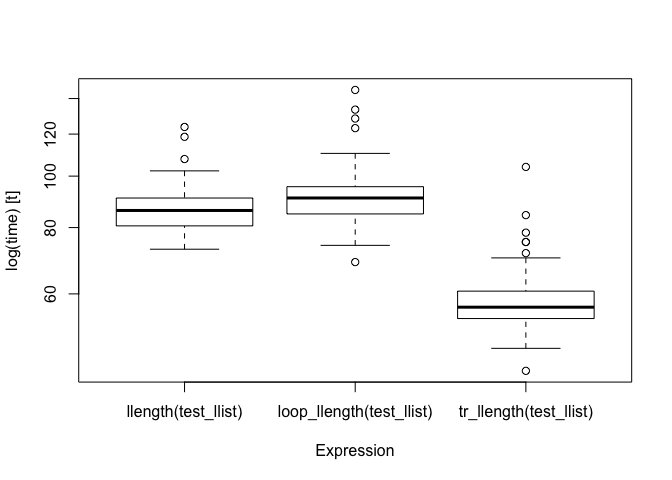 log(time) [t]
120
100
80
60
llength(test_llist)
loop_llength(test_llist)
tr_llength(test_llist)
Expression